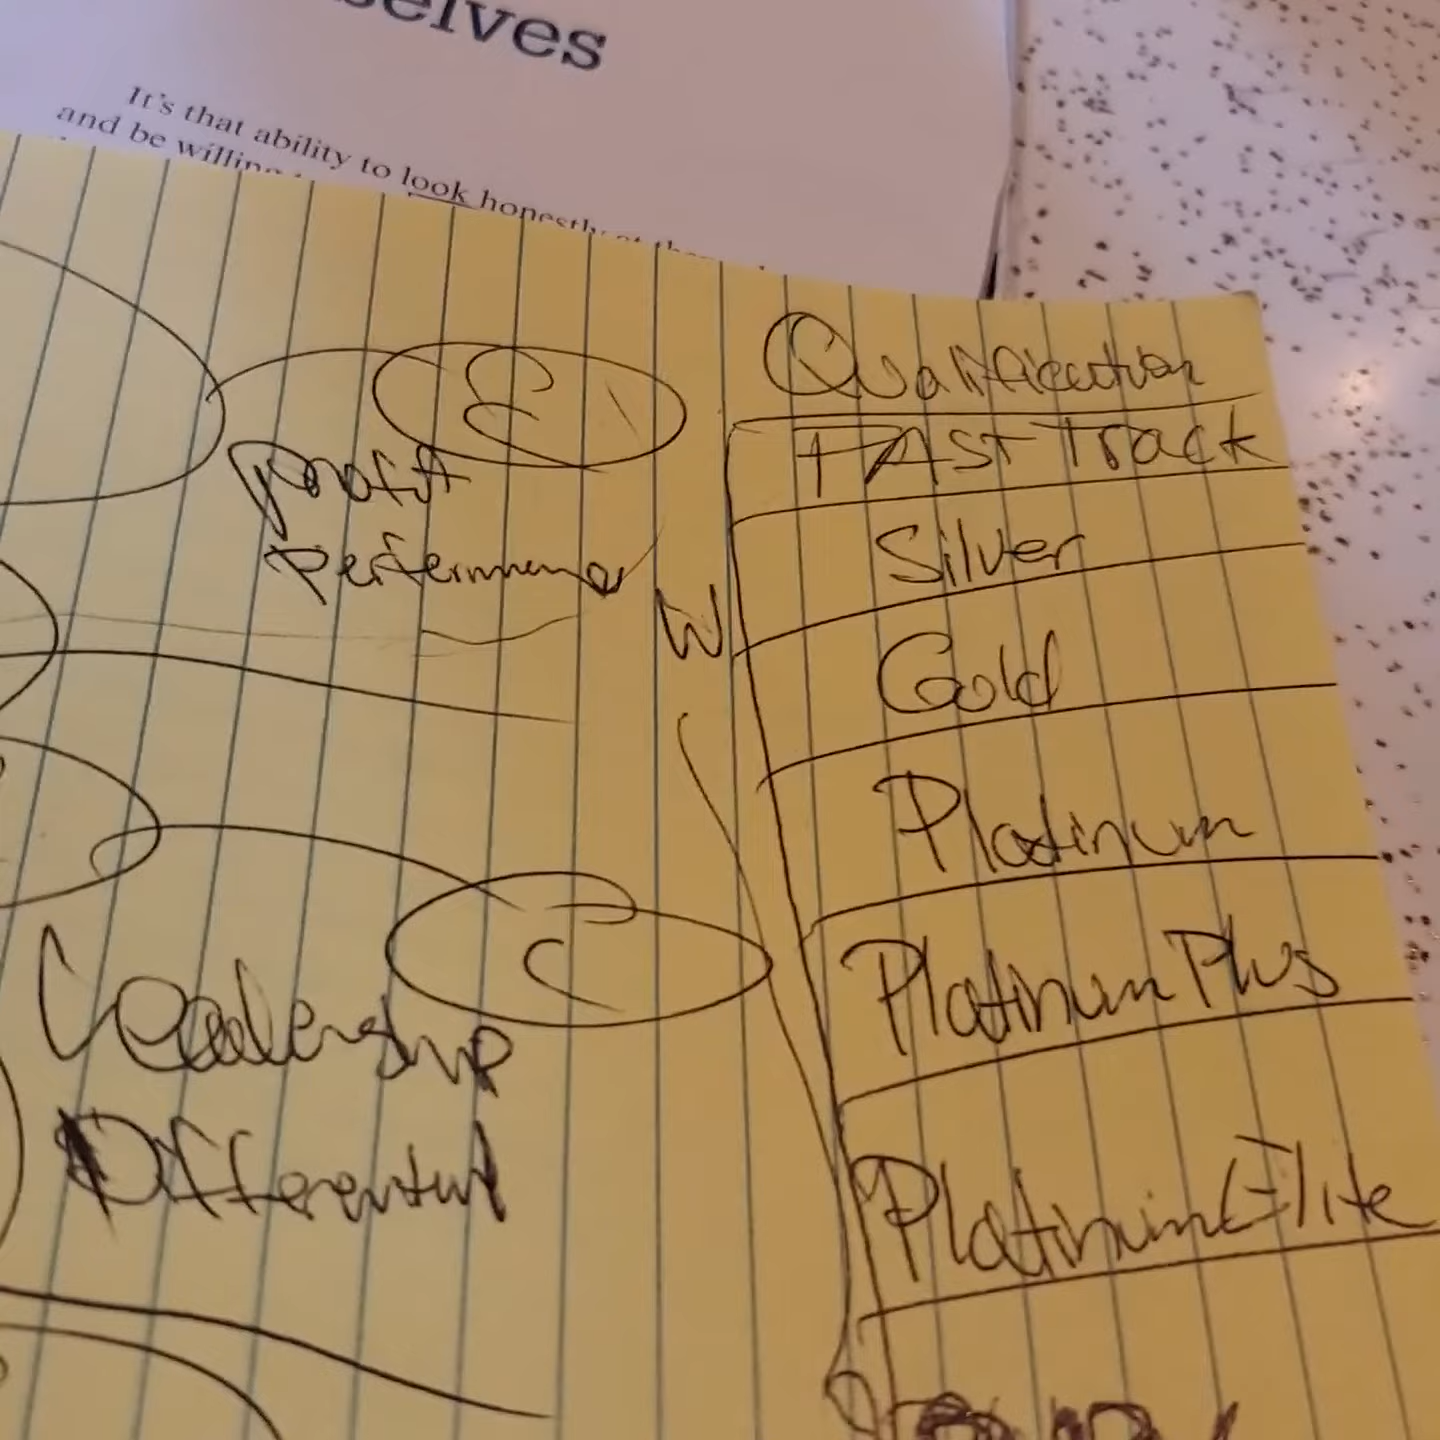 selves
It's that ability to look honestly at
and be willing
E
Profit
Performance
W
C
Leadership
Differential
Qualification
FAST Track
Silver
Gold
Platinum
Platinum Plus
Platinum Elite